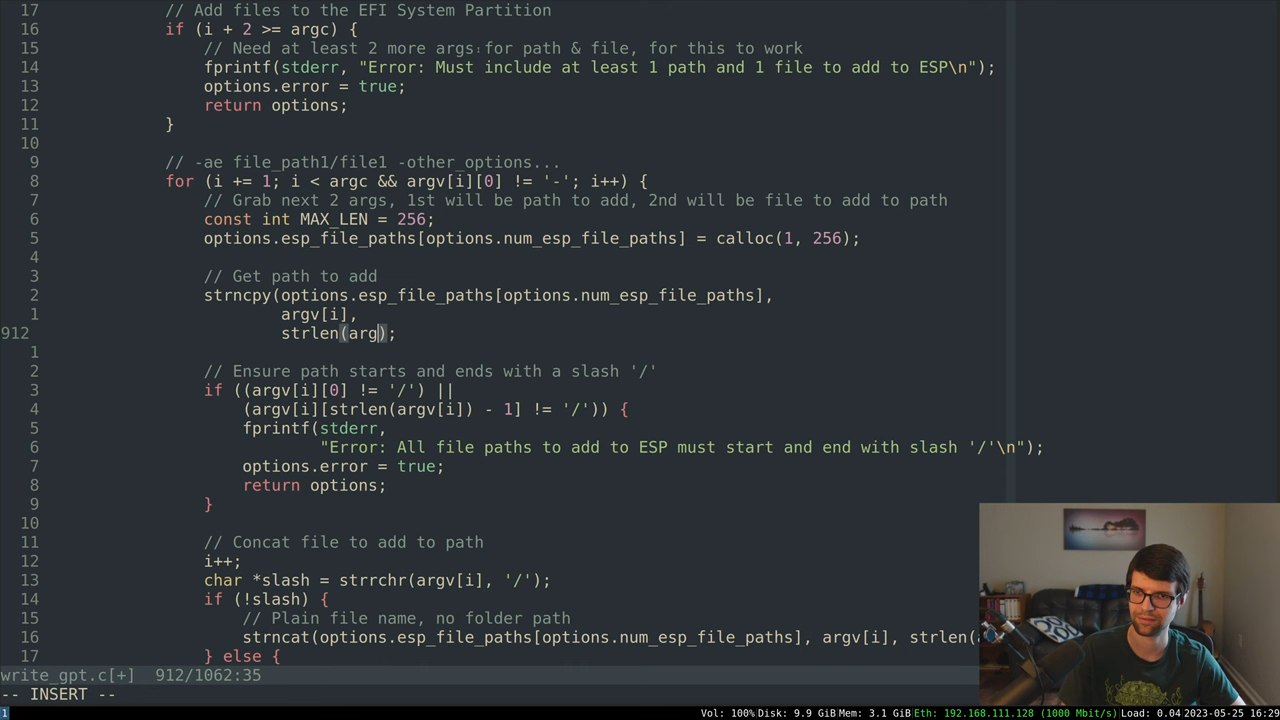 17 // Add files to the EFI System Partition
16 if (i + 2 >= argc) {
15 // Need at least 2 more args for path & file, for this to work
14 fprintf(stderr, "Error: Must include at least 1 path and 1 file to add to ESP\n");
13 options.error = true;
12 return options;
11 }
10
9 // -ae file_path1/file1 -other_options...
8 for (i += 1; i < argc && argv[i][0] != '-'; i++) {
7 // Grab next 2 args, 1st will be path to add, 2nd will be file to add to path
6 const int MAX_LEN = 256;
5 options.esp_file_paths[options.num_esp_file_paths] = calloc(1, 256);
4
3 // Get path to add
2 strncpy(options.esp_file_paths[options.num_esp_file_paths],
1 argv[i],
912 strlen(arg);
1
2 // Ensure path starts and ends with a slash '/'
3 if ((argv[i][0] != '/') ||
4 (argv[i][strlen(argv[i]) - 1] != '/')) {
5 fprintf(stderr,
6 "Error: All file paths to add to ESP must start and end with slash '/'\n");
7 options.error = true;
8 return options;
9 }
10
11 // Concat file to add to path
12 i++;
13 char *slash = strrchr(argv[i], '/');
14 if (!slash) {
15 // Plain file name, no folder path
16 strncat(options.esp_file_paths[options.num_esp_file_paths], argv[i], strlen(
17 } else {
write_gpt.c[+] 912/1062:35
-- INSERT --
1 Vol: 100% Disk: 9.9 GiB Mem: 3.1 GiB Eth: 192.168.111.128 (1000 Mbit/s) Load: 0.04 2023-05-25 16:29